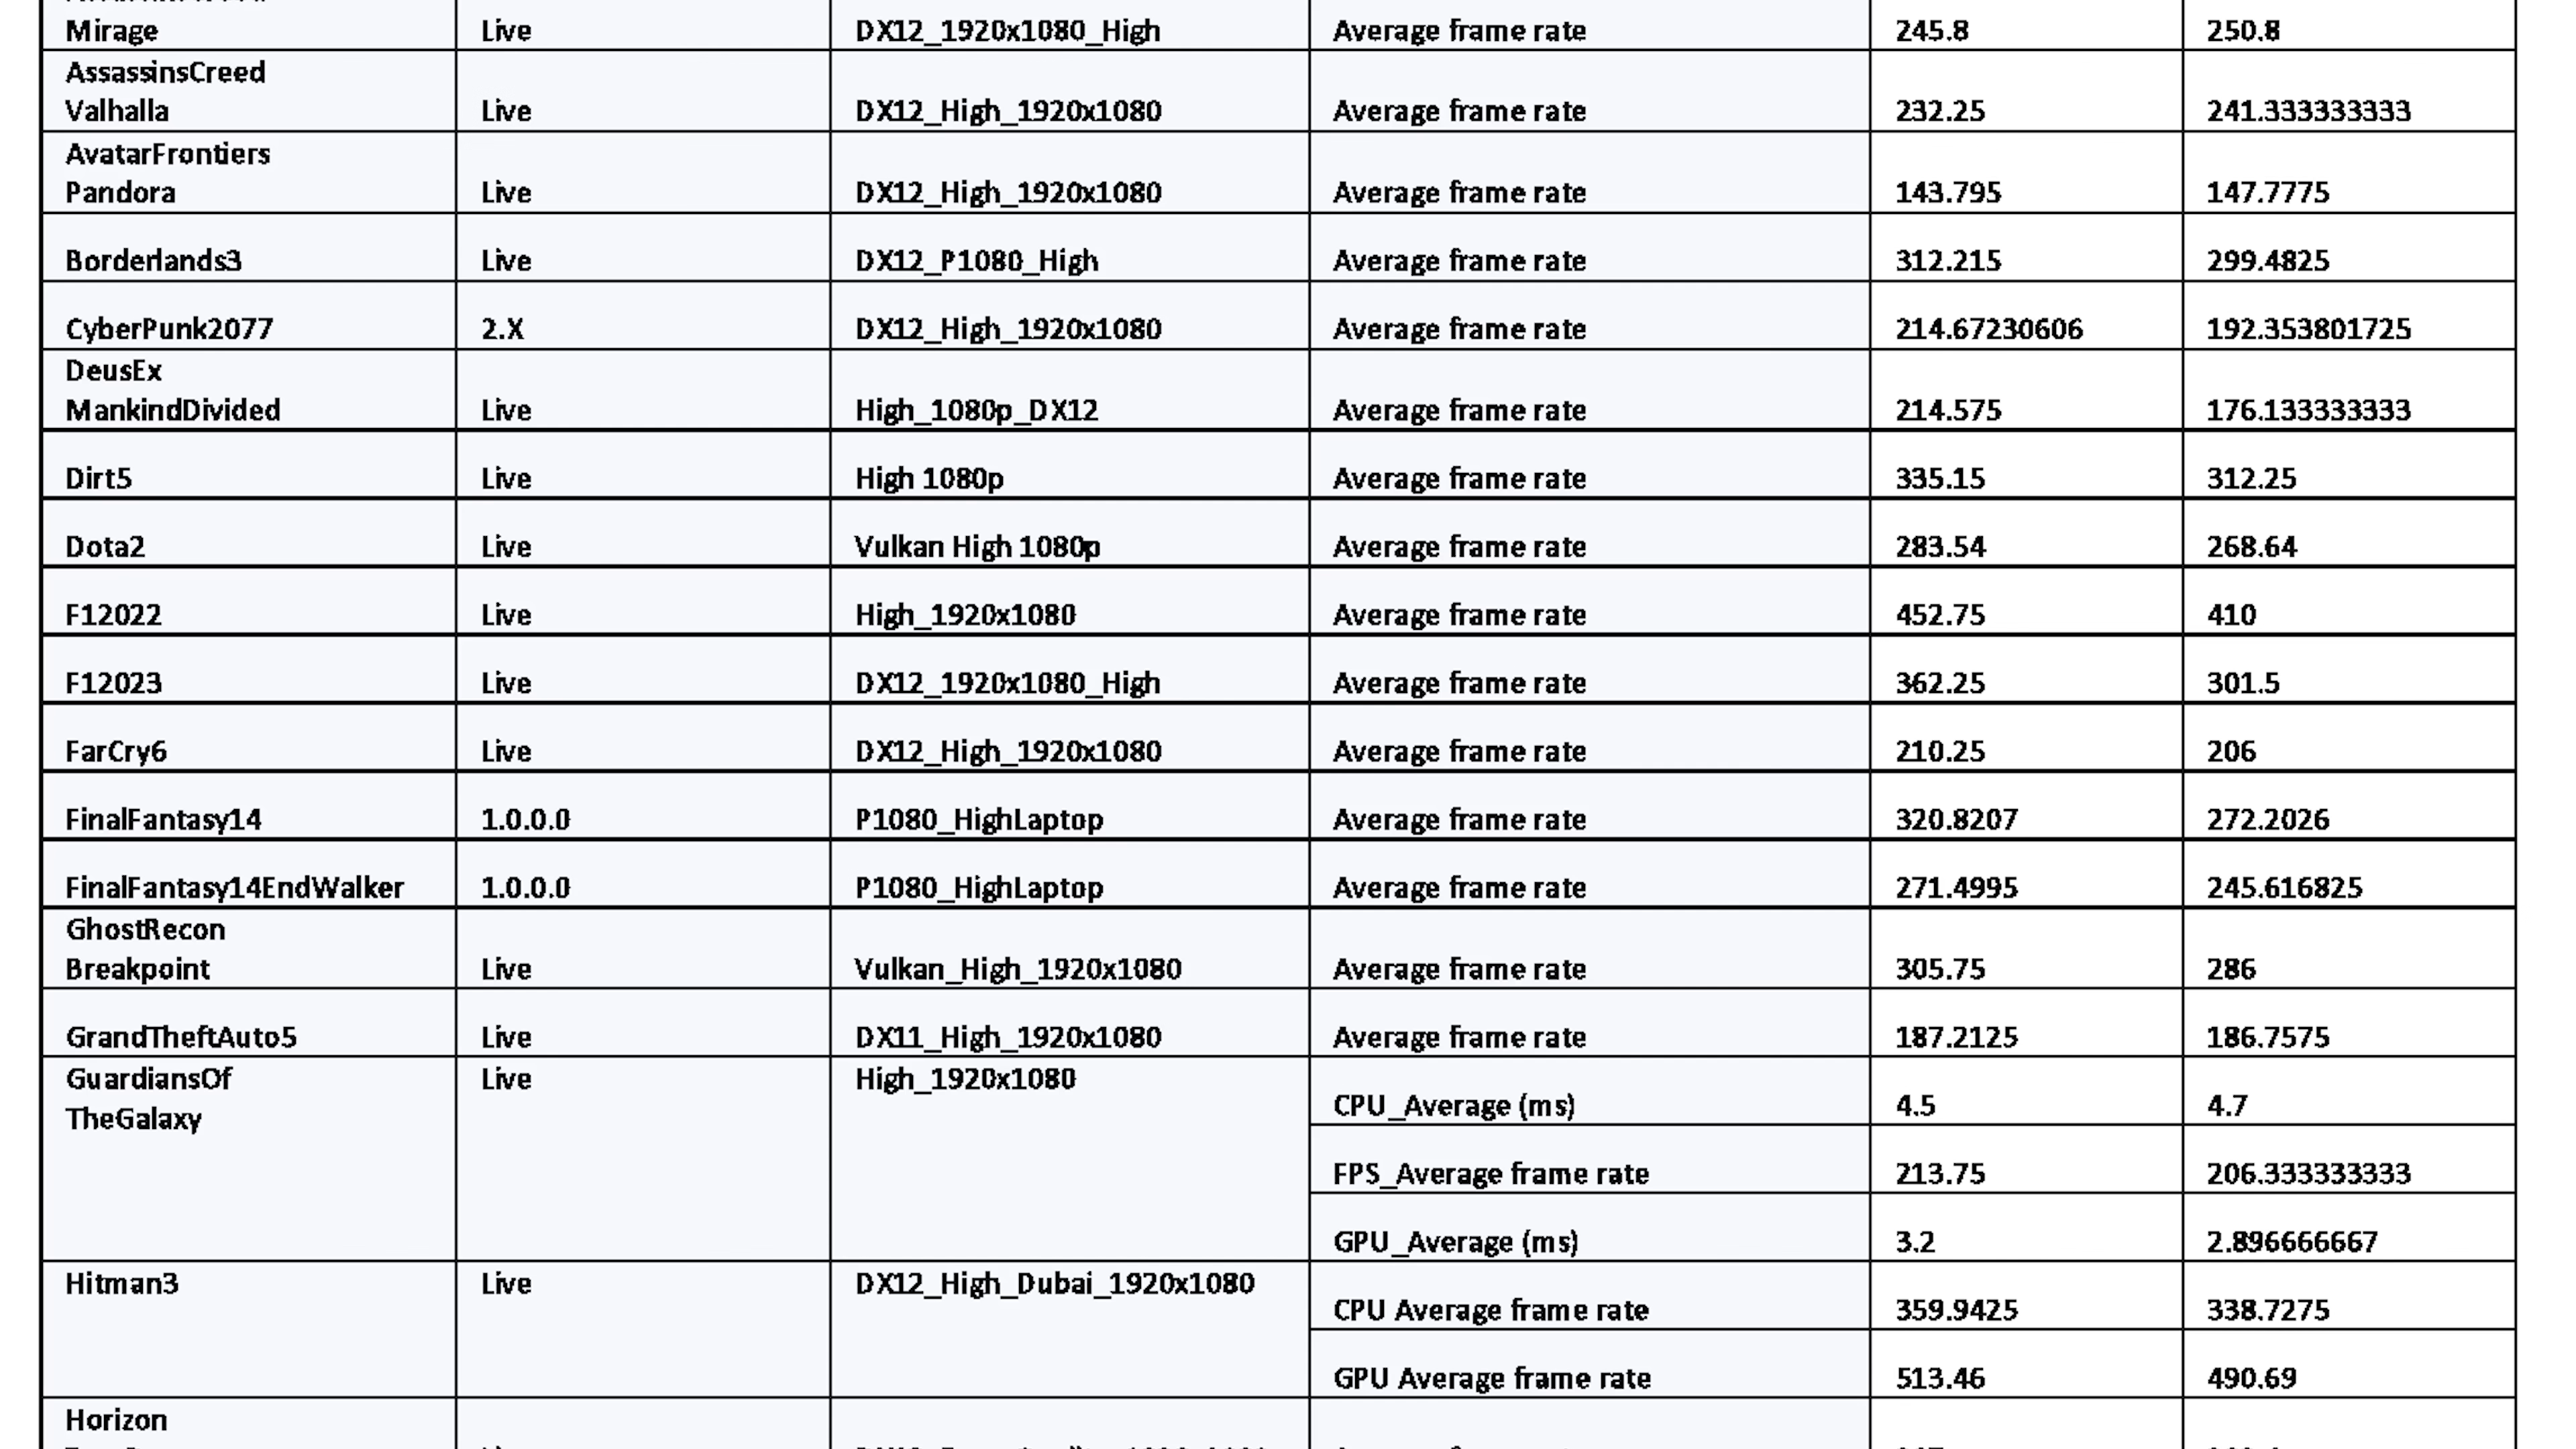 Mirage Live DX12_1920x1080_High Average frame rate 245.8 250.8
AssassinsCreed
Valhalla Live DX12_High_1920x1080 Average frame rate 232.25 241.333333333
AvatarFrontiers
Pandora Live DX12_High_1920x1080 Average frame rate 143.795 147.7775
Borderlands3 Live DX12_P1080_High Average frame rate 312.215 299.4825
CyberPunk2077 2.X DX12_High_1920x1080 Average frame rate 214.67230606 192.353801725
DeusEx
MankindDivided Live High_1080p_DX12 Average frame rate 214.575 176.133333333
Dirt5 Live High 1080p Average frame rate 335.15 312.25
Dota2 Live Vulkan High 1080p Average frame rate 283.54 268.64
F12022 Live High_1920x1080 Average frame rate 452.75 410
F12023 Live DX12_1920x1080_High Average frame rate 362.25 301.5
FarCry6 Live DX12_High_1920x1080 Average frame rate 210.25 206
FinalFantasy14 1.0.0.0 P1080_HighLaptop Average frame rate 320.8207 272.2026
FinalFantasy14EndWalker 1.0.0.0 P1080_HighLaptop Average frame rate 271.4995 245.616825
GhostRecon
Breakpoint Live Vulkan_High_1920x1080 Average frame rate 305.75 286
GrandTheftAuto5 Live DX11_High_1920x1080 Average frame rate 187.2125 186.7575
GuardiansOf Live High_1920x1080
TheGalaxy CPU_Average (ms) 4.5 4.7
FPS_Average frame rate 213.75 206.333333333
GPU_Average (ms) 3.2 2.896666667
Hitman3 Live DX12_High_Dubai_1920x1080
CPU Average frame rate 359.9425 338.7275
GPU Average frame rate 513.46 490.69
Horizon